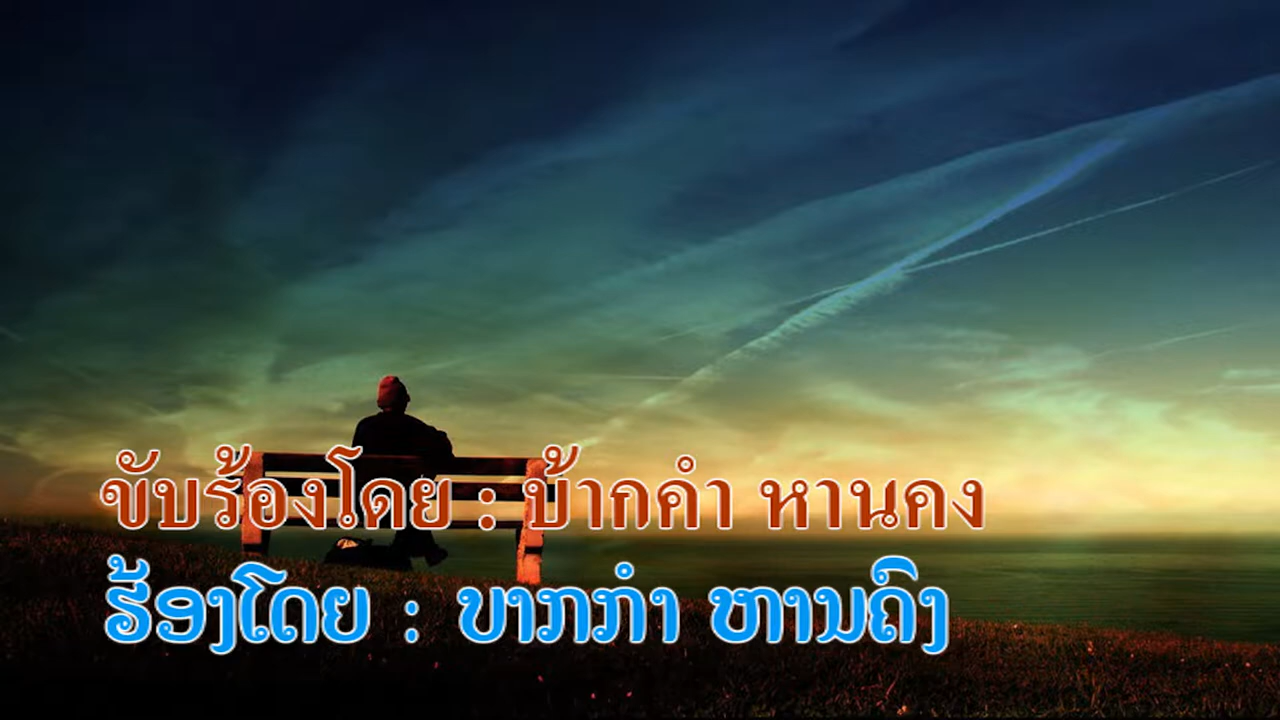 ขับร้องโดย : บ้ากคำ หานคง
ຮ້ອງໂດຍ : ບາກກຳ ຫານຄົງ